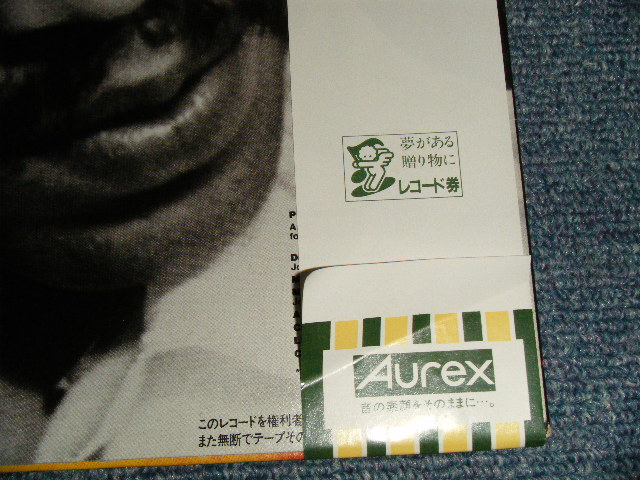 夢がある
贈り物に
レコード券
P
A
fo
D
Jo
Aurex
音の素顔をそのままに…。
このレコードを権利者
また無断でテープその